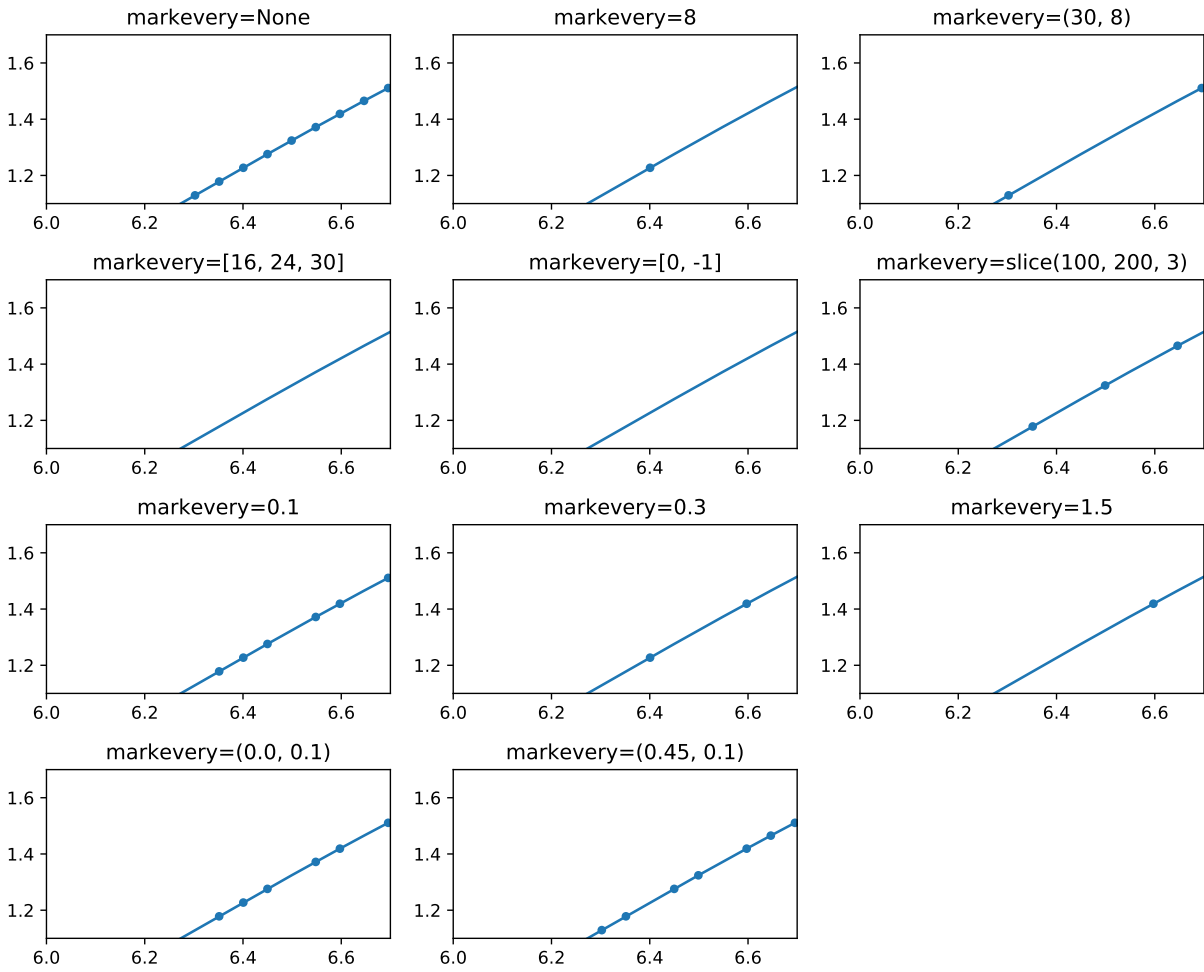 markevery=None markevery=8 markevery=(30, 8)
1.6 1.6 1.6
1.4 1.4 1.4
1.2 1.2 1.2
6.0 6.2 6.4 6.6 6.0 6.2 6.4 6.6 6.0 6.2 6.4 6.6
markevery=[16, 24, 30] markevery=[0, -1] markevery=slice(100, 200, 3)
1.6 1.6 1.6
1.4 1.4 1.4
1.2 1.2 1.2
6.0 6.2 6.4 6.6 6.0 6.2 6.4 6.6 6.0 6.2 6.4 6.6
markevery=0.1 markevery=0.3 markevery=1.5
1.6 1.6 1.6
1.4 1.4 1.4
1.2 1.2 1.2
6.0 6.2 6.4 6.6 6.0 6.2 6.4 6.6 6.0 6.2 6.4 6.6
markevery=(0.0, 0.1) markevery=(0.45, 0.1)
1.6 1.6
1.4 1.4
1.2 1.2
6.0 6.2 6.4 6.6 6.0 6.2 6.4 6.6